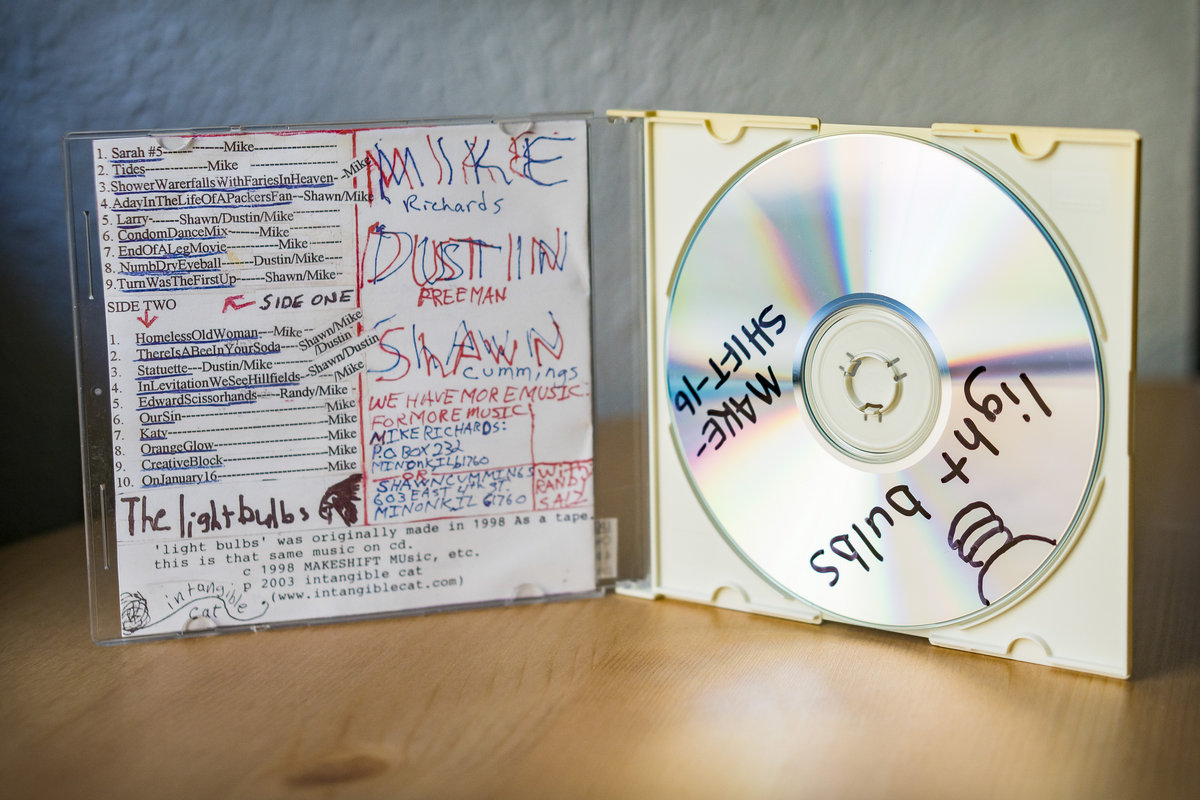 1. Sarah #5-----------Mike---------------
2. Tides------------Mike---------------
3. ShowerWarerfallsWithFariesInHeaven- -Mike
4. AdayInTheLifeOfAPackersFan--Shawn/Mike
5. Larry-------Shawn/Dustin/Mike
6. CondomDanceMix------Mike
7. EndOfALegMovie----------Mike
8. NumbDryEyeball-------Dustin/Mike
9. TurnWasTheFirstUp------Shawn/Mike
SIDE TWO
SIDE ONE
1. HomelessOldWoman---Mike
2. ThereIsABeeInYourSoda---Shawn/Mike
3. Statuette---Dustin/Mike /Dustin
4. InLevitationWeSeeHillfields--Shawn/Dustin
5. EdwardScissorhands----Randy/Mike
6. OurSin Mike
7. Katy Mike
8. OrangeGlow Mike
9. CreativeBlock Mike
10. OnJanuary16 Mike
The lightbulbs
MIKE
Richards
DUSTIN
FREEMAN
SHAWN
Cummings
WE HAVE MORE MUSIC.
FOR MORE MUSIC
MIKE RICHARDS:
P.O. BOX 232
MINONK, IL 61760
OR
SHAWN CUMMINGS
603 EAST
MINONK, IL 61760
WITH
RANDY
SALZ
'light bulbs' was originally made in 1998 As a tape.
this is that same music on cd.
c 1998 MAKESHIFT MUsic, etc.
p 2003 intangible cat
(www.intangiblecat.com)
intangible
cat
MAKE-
SHIFT-16
light
bulbs